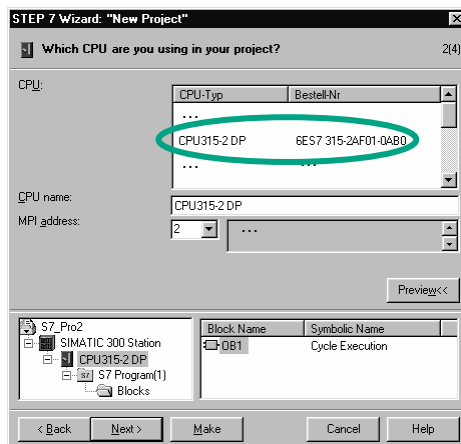 STEP 7 Wizard: "New Project"
Which CPU are you using in your project?
2(4)
CPU:
CPU-Typ
Bestell-Nr
...
...
CPU315-2 DP
6ES7 315-2AF01-0AB0
...
...
CPU name:
CPU315-2 DP
MPI address:
2
...
Preview<<
S7_Pro2
SIMATIC 300 Station
CPU315-2 DP
S7 S7 Program(1)
Blocks
Block Name
Symbolic Name
OB1
Cycle Execution
< Back
Next >
Make
Cancel
Help